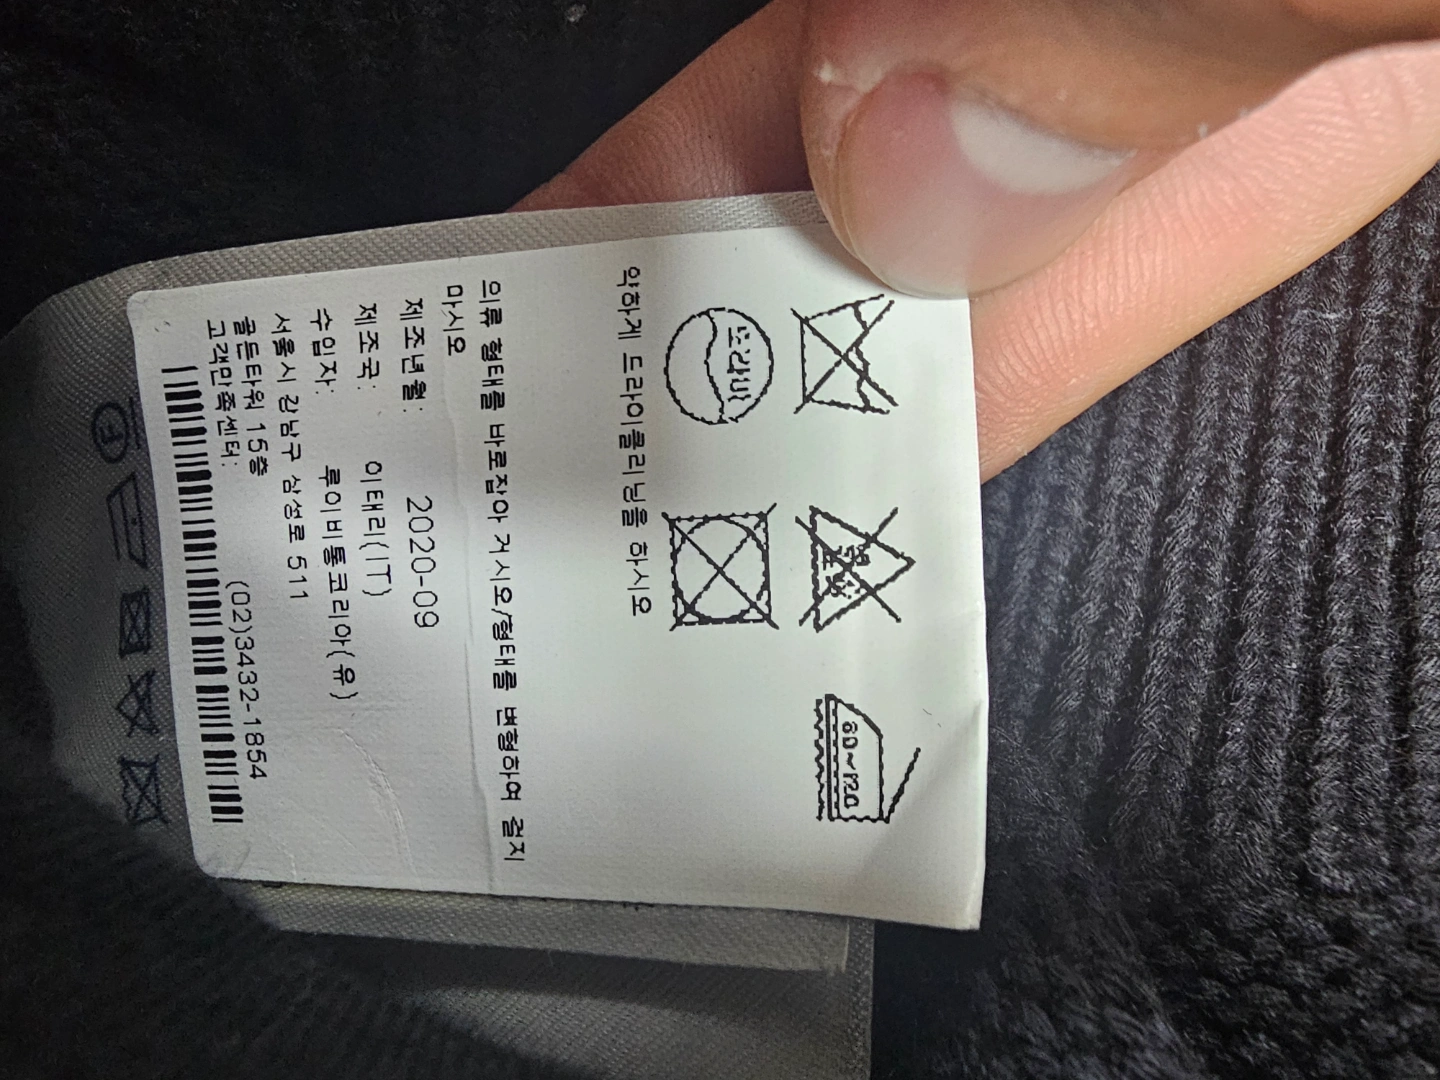 80~120
드라이
약하게 드라이클리닝을 하시오
의류 형태를 바로잡아 거시오/형태를 변형하여 걸지
마시오
제조년월: 2020-09
제조국: 이태리(IT)
수입자: 루이비통코리아(유)
서울시 강남구 삼성로 511
골든타워 15층
고객만족센터: (02)3432-1854
F